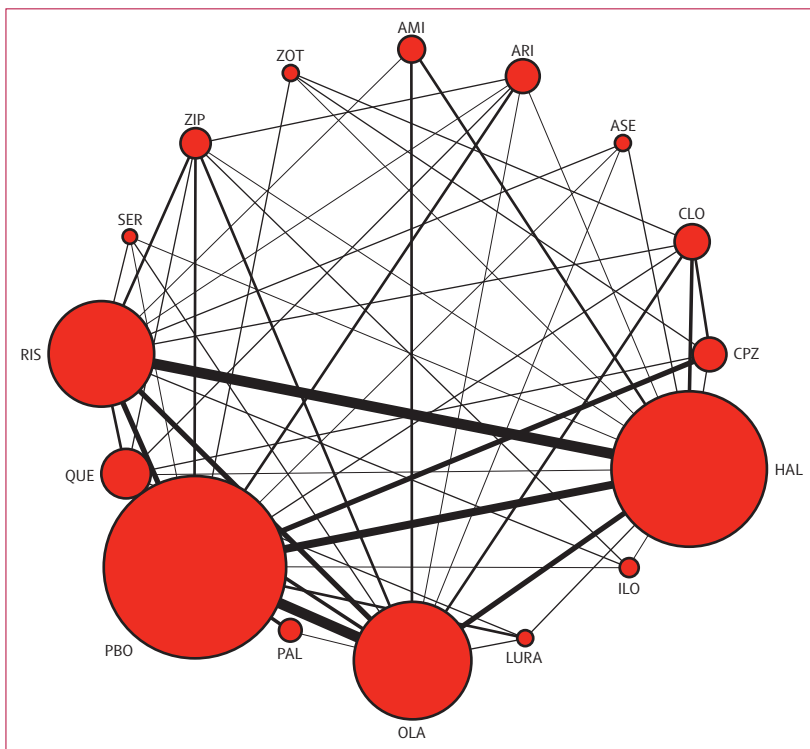 AMI
ZOT
ARI
ZIP
ASE
SER
CLO
RIS
CPZ
QUE
HAL
ILO
PBO
PAL
LURA
OLA